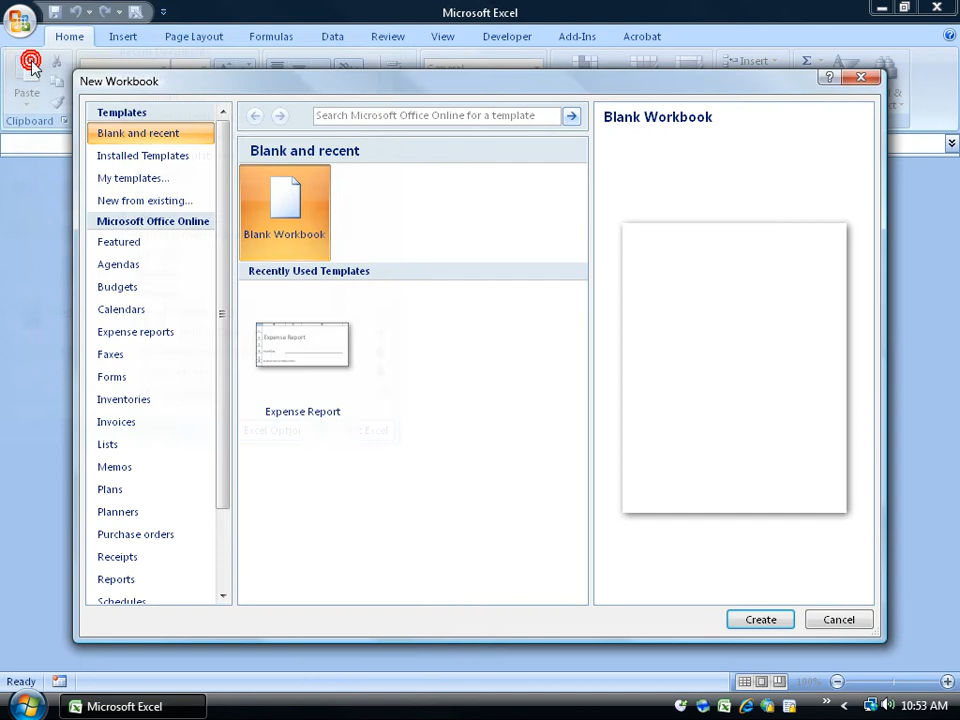 Microsoft Excel
Home Insert Page Layout Formulas Data Review View Developer Add-Ins Acrobat
Paste
Insert
Clipboard
New Workbook
Templates
Blank and recent
Installed Templates
My templates...
New from existing...
Microsoft Office Online
Featured
Agendas
Budgets
Calendars
Expense reports
Faxes
Forms
Inventories
Invoices
Lists
Memos
Plans
Planners
Purchase orders
Receipts
Reports
Schedules
Search Microsoft Office Online for a template
Blank and recent
Blank Workbook
Recently Used Templates
Expense Report
Expense Report
Blank Workbook
Create Cancel
Ready
100%
Microsoft Excel
10:53 AM